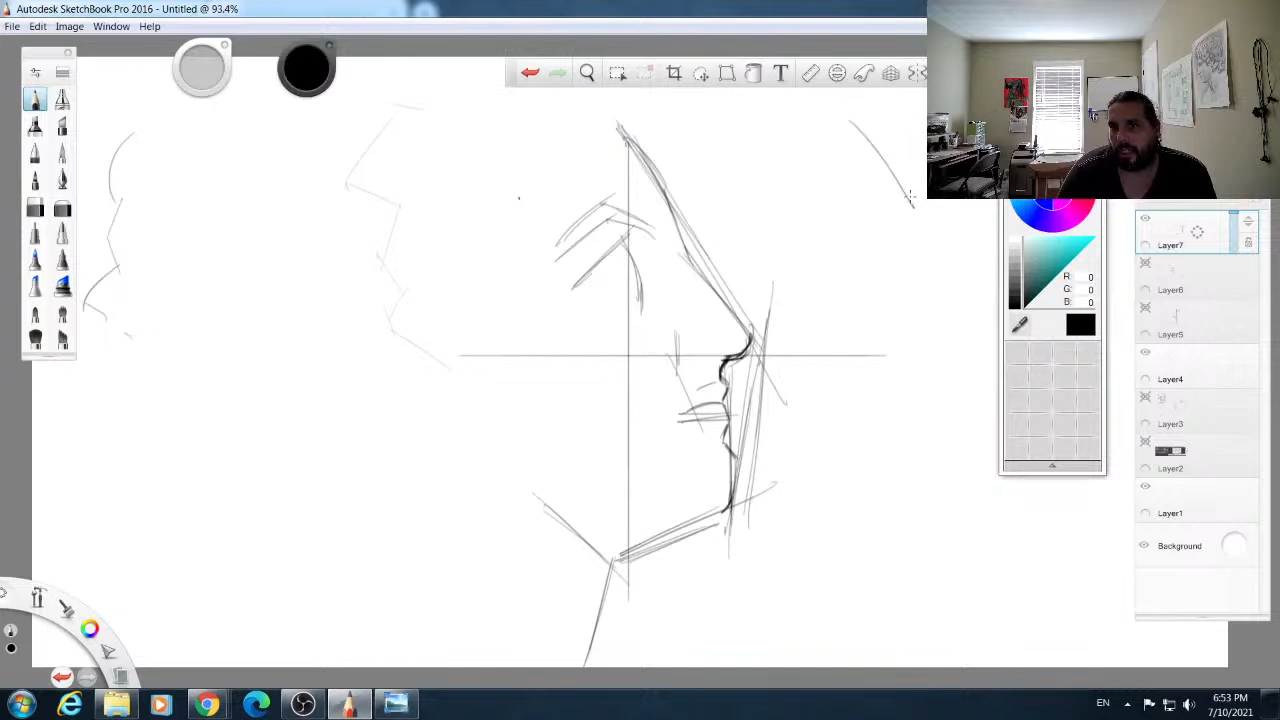 Autodesk SketchBook Pro 2016 - Untitled @ 93.4%
File Edit Image Window Help
T
Layer7
Layer6
Layer5
Layer4
Layer3
Layer2
Layer1
Background
R 0
G: 0
B: 0
EN
6:53 PM
7/10/2021